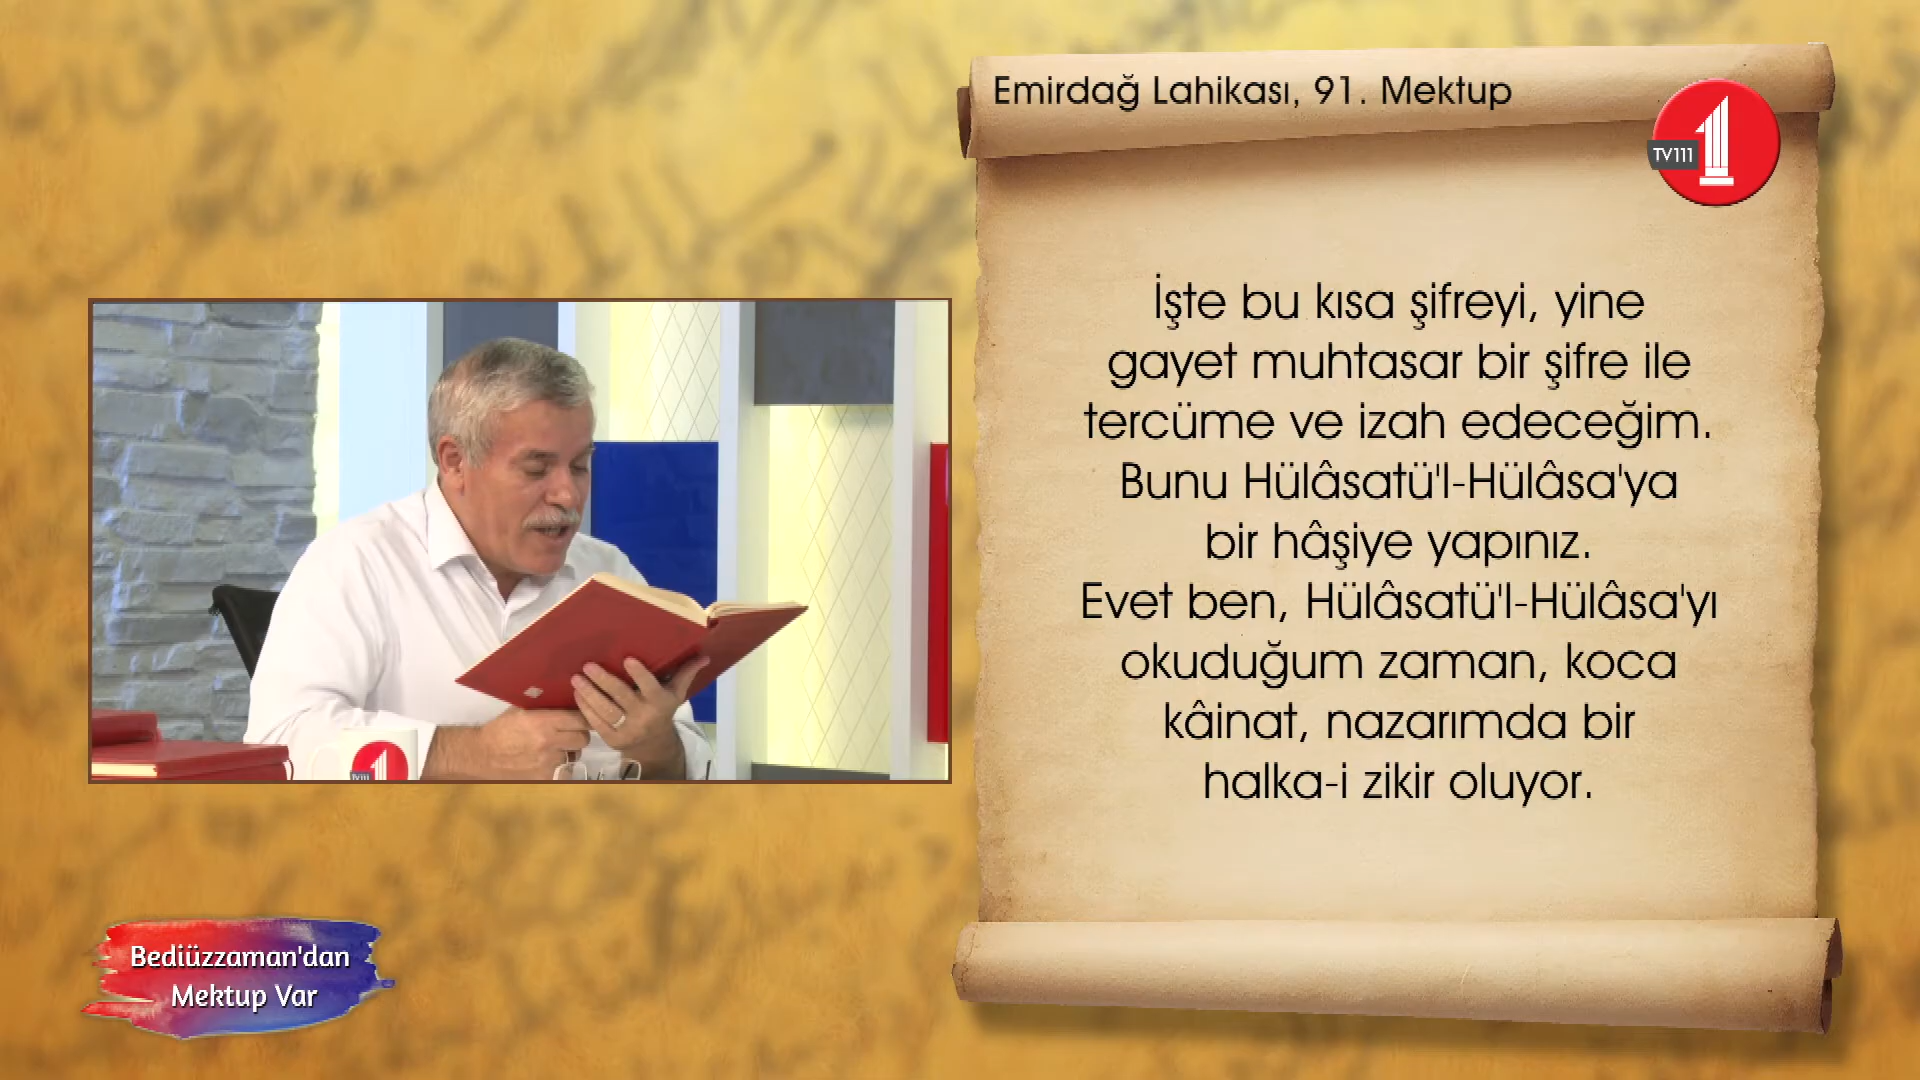 Emirdağ Lahikası, 91. Mektup
TV111
İşte bu kısa şifreyi, yine
gayet muhtasar bir şifre ile
tercüme ve izah edeceğim.
Bunu Hülâsatü'l-Hülâsa'ya
bir hâşiye yapınız.
Evet ben, Hülâsatü'l-Hülâsa'yı
okuduğum zaman, koca
kâinat, nazarımda bir
halka-i zikir oluyor.
TV111
Bediüzzaman'dan
Mektup Var